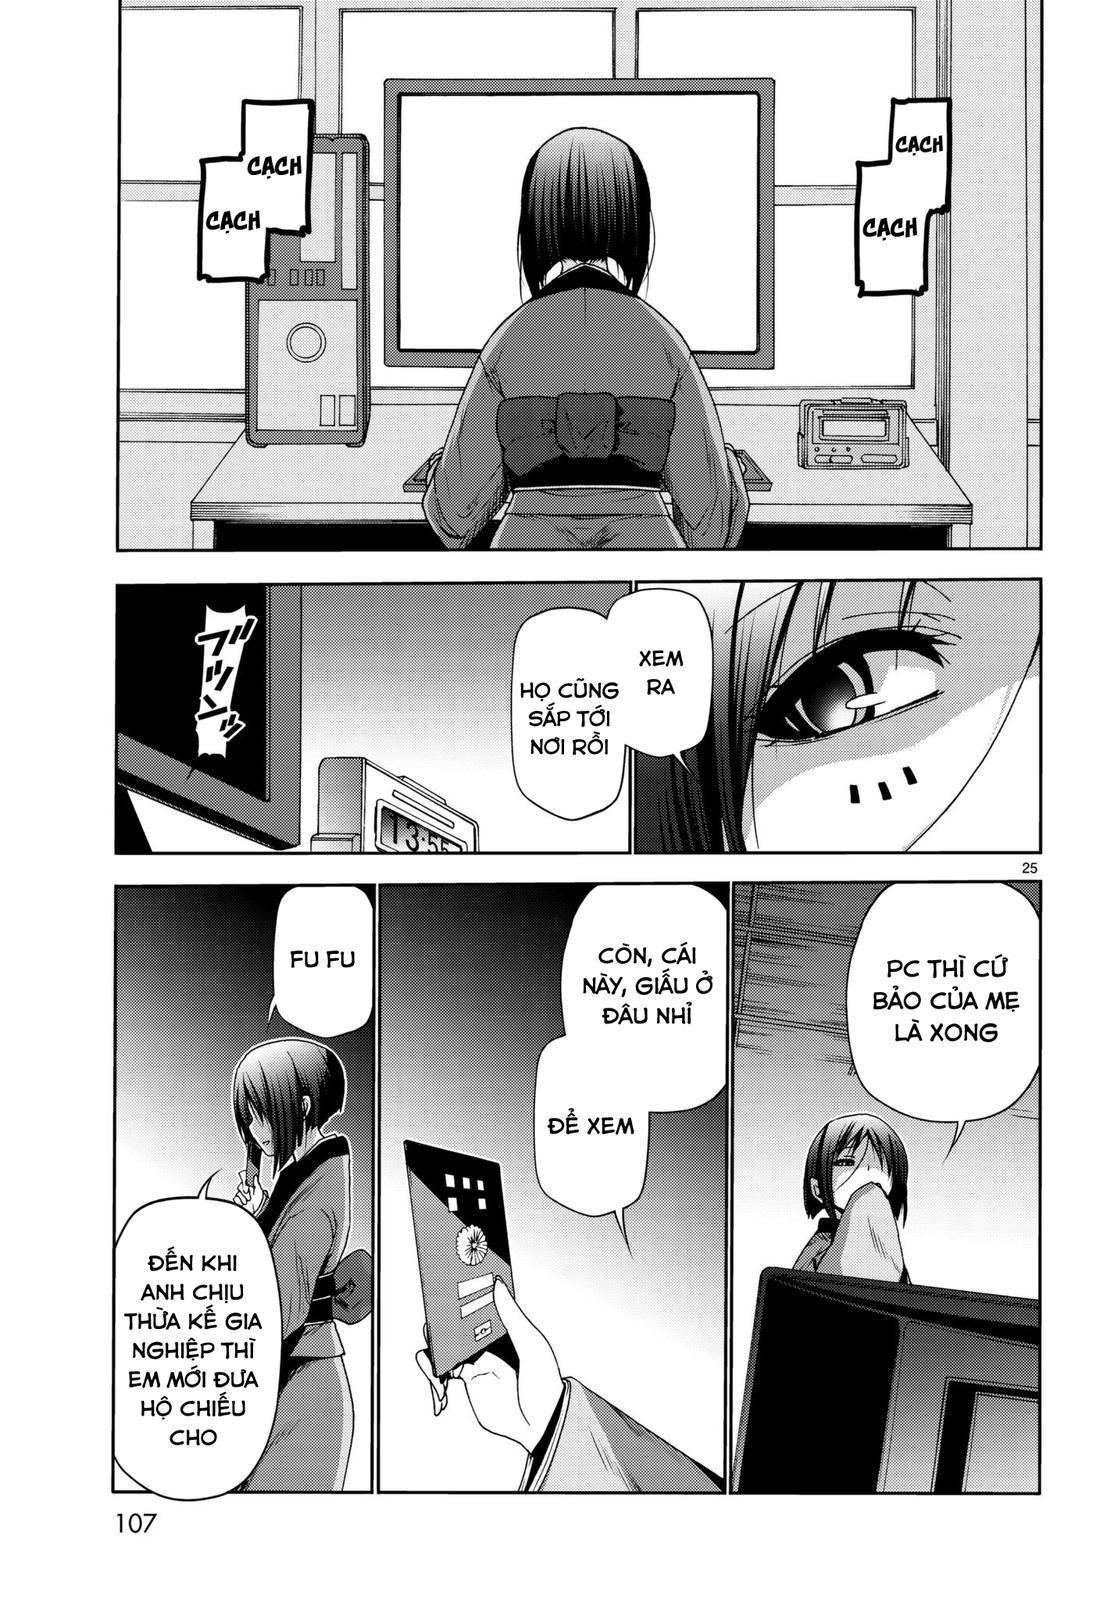 CẠCH
CẠCH
CẠCH
CẠCH
XEM
RA
HỌ CŨNG
SẮP TỚI
NƠI RỒI
ブツンッ
13:55
25
PC THÌ CỨ
BẢO CỦA MẸ
LÀ XONG
CÒN, CÁI
NÀY, GIẤU Ở
ĐÂU NHỈ
ĐỂ XEM
FU FU
ĐẾN KHI
ANH CHỊU
THỪA KẾ GIA
NGHIỆP THÌ
EM MỚI ĐƯA
HỘ CHIẾU
CHO
107